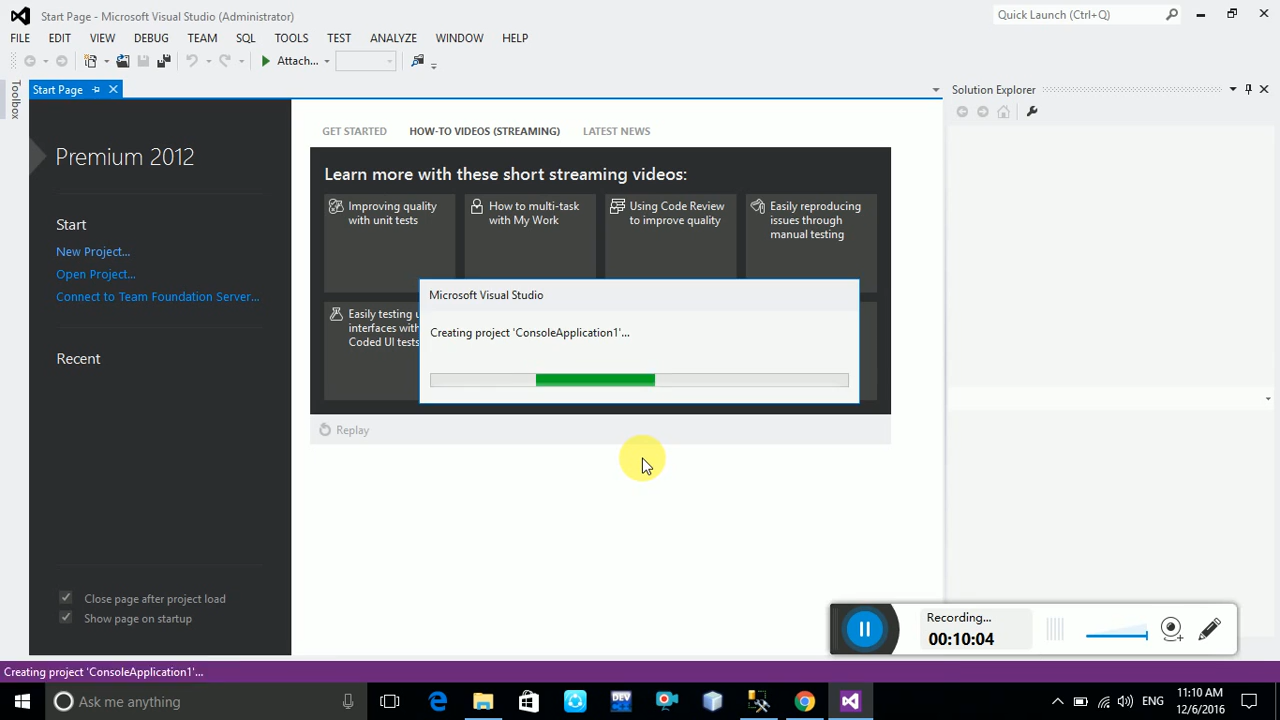 Start Page - Microsoft Visual Studio (Administrator)
Quick Launch (Ctrl+Q)
FILE EDIT VIEW DEBUG TEAM SQL TOOLS TEST ANALYZE WINDOW HELP
Attach...
Toolbox
Start Page
Solution Explorer
Premium 2012
Start
New Project...
Open Project...
Connect to Team Foundation Server...
Recent
Close page after project load
Show page on startup
GET STARTED HOW-TO VIDEOS (STREAMING) LATEST NEWS
Learn more with these short streaming videos:
Improving quality
with unit tests
How to multi-task
with My Work
Using Code Review
to improve quality
Easily reproducing
issues through
manual testing
Easily testing
interfaces with
Coded UI tests
Microsoft Visual Studio
Creating project 'ConsoleApplication1'...
Replay
Recording...
00:10:04
Creating project 'ConsoleApplication1'...
Ask me anything
DEV
ENG
11:10 AM
12/6/2016